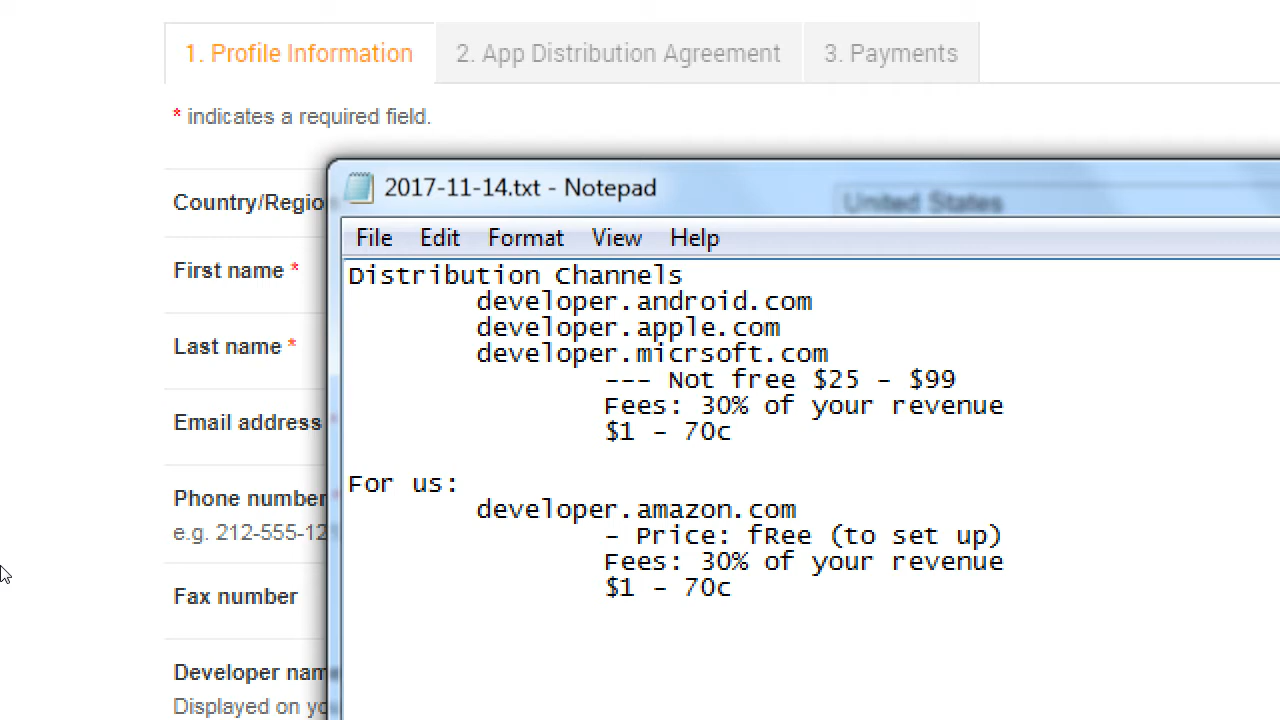 1. Profile Information
2. App Distribution Agreement
3. Payments
* indicates a required field.
Country/Regio
United States
First name *
Last name *
Email address
Phone number
e.g. 212-555-12
Fax number
Developer nam
Displayed on yo
2017-11-14.txt - Notepad
File Edit Format View Help
Distribution Channels
developer.android.com
developer.apple.com
developer.micrsoft.com
--- Not free $25 - $99
Fees: 30% of your revenue
$1 - 70c
For us:
developer.amazon.com
- Price: fRee (to set up)
Fees: 30% of your revenue
$1 - 70c